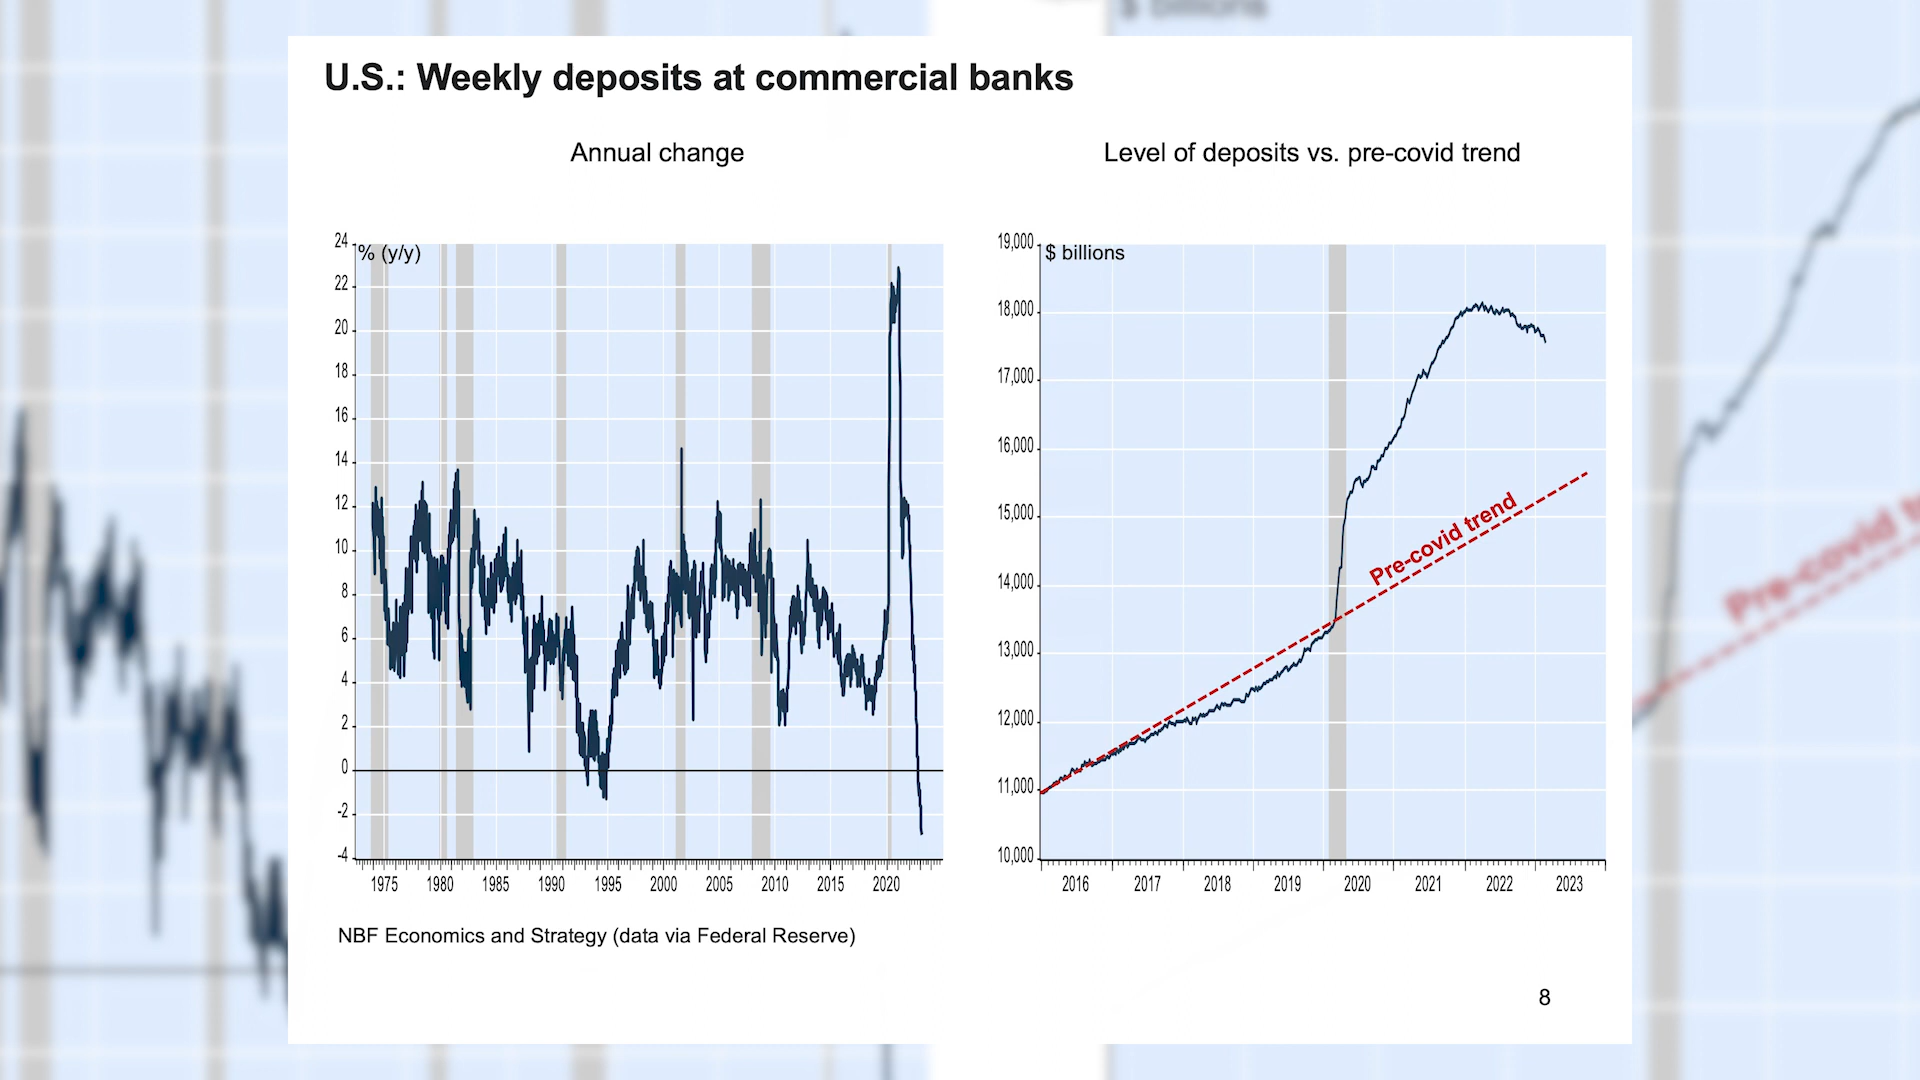 $ billions
U.S.: Weekly deposits at commercial banks
Annual change
Level of deposits vs. pre-covid trend
% (y/y)
24
22
20
18
16
14
12
10
8
6
4
2
0
-2
-4
1975 1980 1985 1990 1995 2000 2005 2010 2015 2020
$ billions
19,000
18,000
17,000
16,000
15,000
14,000
13,000
12,000
11,000
10,000
Pre-covid trend
2016 2017 2018 2019 2020 2021 2022 2023
Pre-covid
NBF Economics and Strategy (data via Federal Reserve)
8